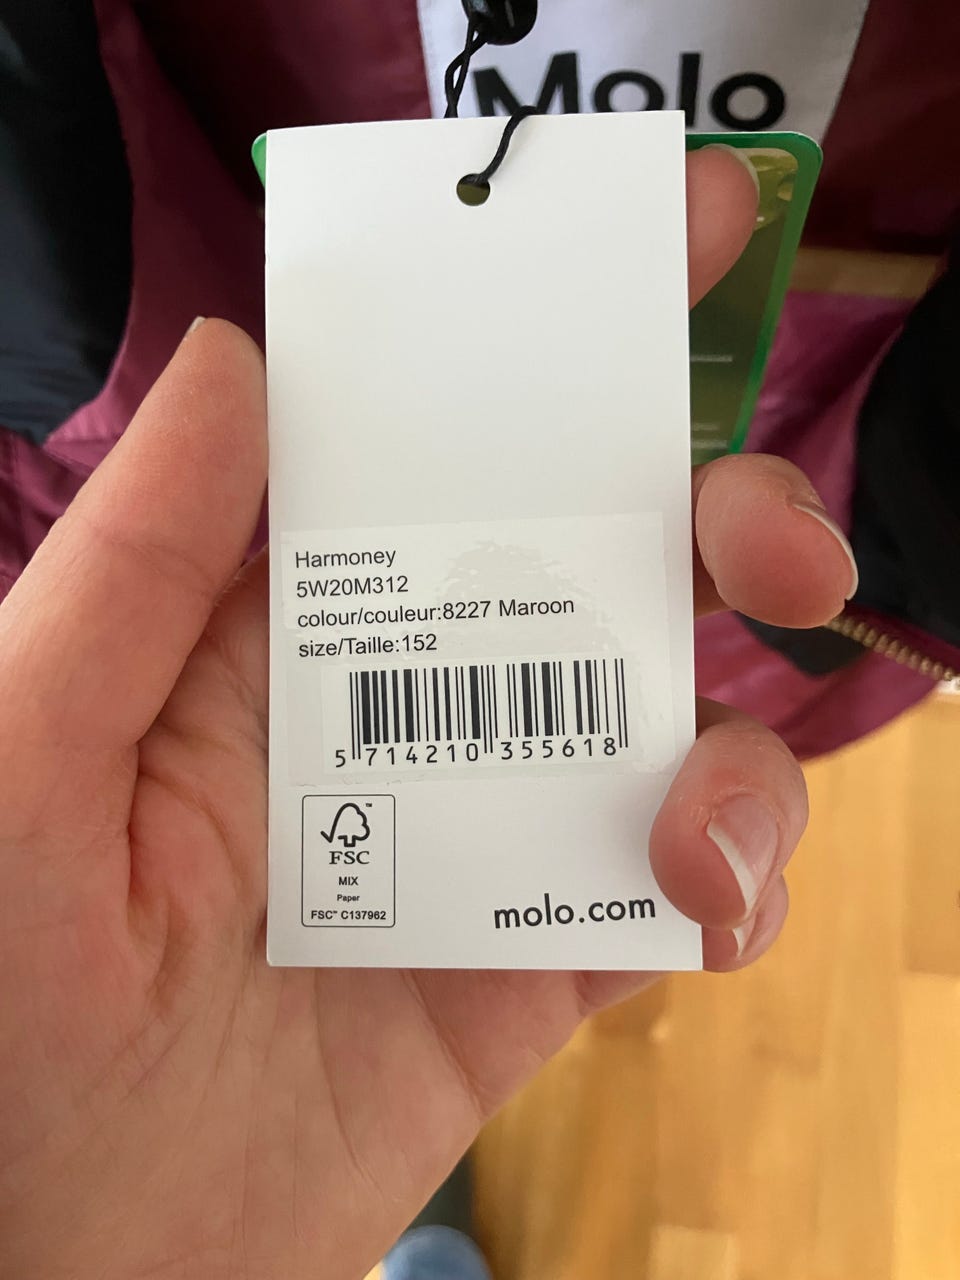 Molo
Harmoney
5W20M312
colour/couleur:8227 Maroon
size/Taille:152
5 714210 355618
FSC™
MIX
Paper
FSC™ C137962
molo.com